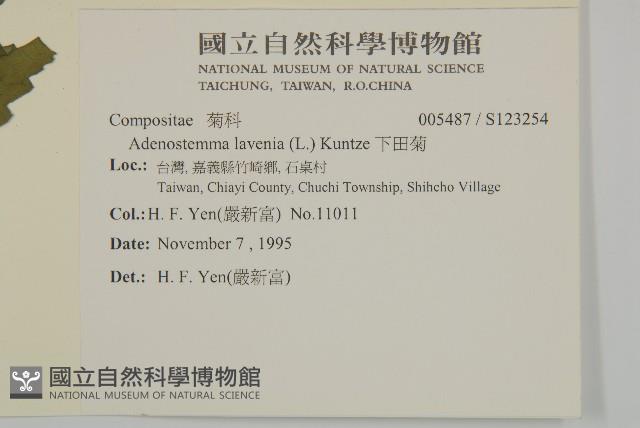 國立自然科學博物館
NATIONAL MUSEUM OF NATURAL SCIENCE
TAICHUNG, TAIWAN, R.O.CHINA
Compositae 菊科 005487 / S123254
Adenostemma lavenia (L.) Kuntze 下田菊
Loc.: 台灣, 嘉義縣竹崎鄉, 石桌村
Taiwan, Chiayi County, Chuchi Township, Shihcho Village
Col.: H. F. Yen(嚴新富) No.11011
Date: November 7 , 1995
Det.: H. F. Yen(嚴新富)
國立自然科學博物館
NATIONAL MUSEUM OF NATURAL SCIENCE